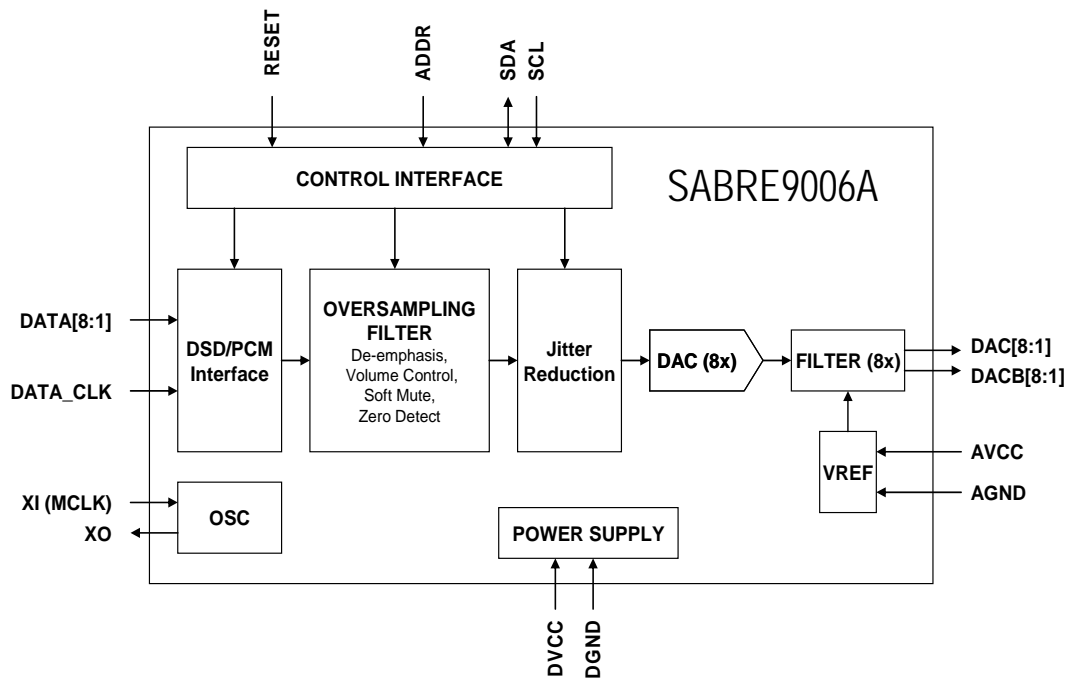 RESET
ADDR
SDA
SCL
CONTROL INTERFACE
SABRE9006A
DATA[8:1]
DATA_CLK
DSD/PCM
Interface
OVERSAMPLING
FILTER
De-emphasis,
Volume Control,
Soft Mute,
Zero Detect
Jitter
Reduction
DAC (8x)
FILTER (8x)
DAC[8:1]
DACB[8:1]
VREF
AVCC
AGND
XI (MCLK)
XO
OSC
POWER SUPPLY
DVCC
DGND